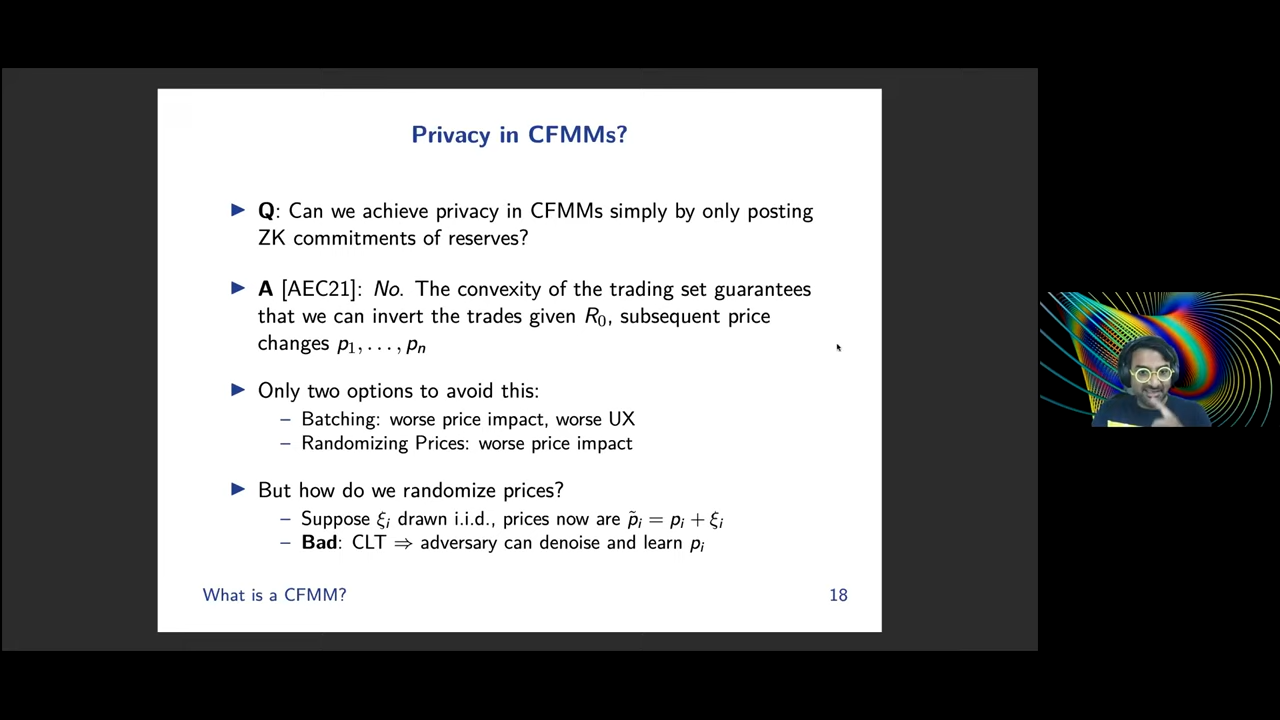 Privacy in CFMMs?
▶ Q: Can we achieve privacy in CFMMs simply by only posting
ZK commitments of reserves?
▶ A [AEC21]: No. The convexity of the trading set guarantees
that we can invert the trades given R₀, subsequent price
changes p₁, . . . , pₙ
▶ Only two options to avoid this:
– Batching: worse price impact, worse UX
– Randomizing Prices: worse price impact
▶ But how do we randomize prices?
– Suppose ξᵢ drawn i.i.d., prices now are p̃ᵢ = pᵢ + ξᵢ
– Bad: CLT ⇒ adversary can denoise and learn pᵢ
What is a CFMM? 18